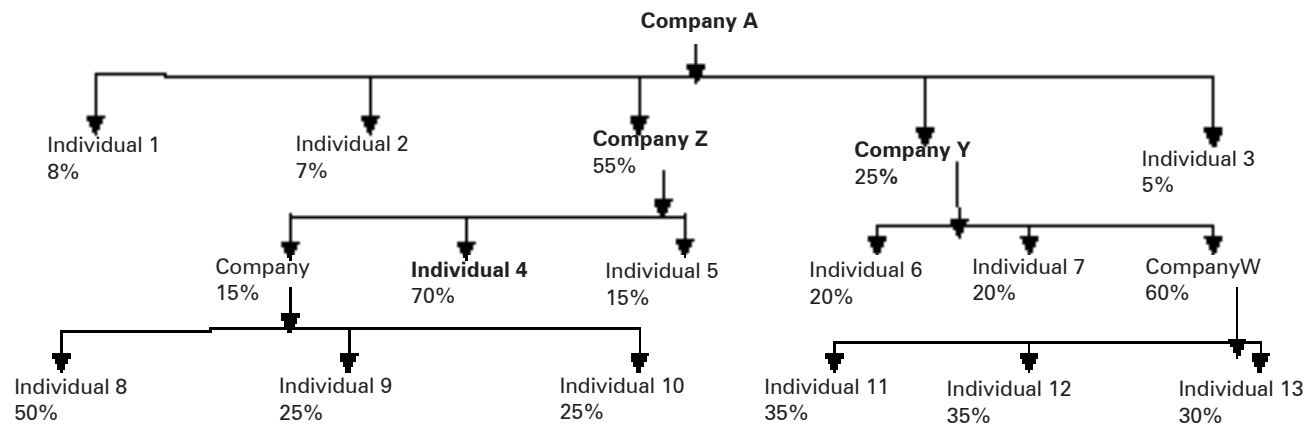 Company A
Individual 1
8%
Individual 2
7%
Company Z
55%
Company Y
25%
Individual 3
5%
Company
15%
Individual 4
70%
Individual 5
15%
Individual 6
20%
Individual 7
20%
CompanyW
60%
Individual 8
50%
Individual 9
25%
Individual 10
25%
Individual 11
35%
Individual 12
35%
Individual 13
30%